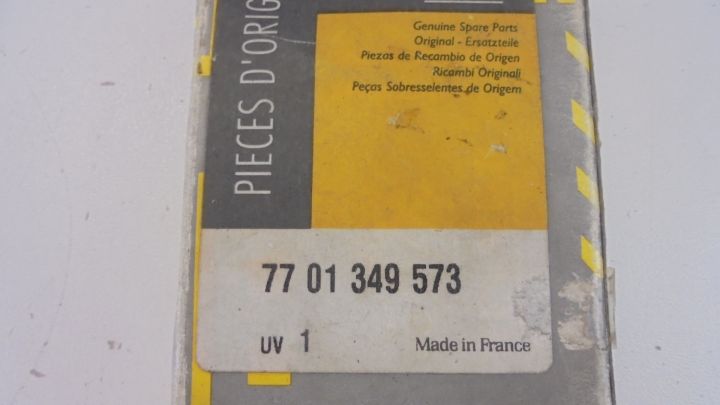 PIECES D'ORIG
Genuine Spare Parts
Original - Ersatzteile
Piezas de Recambio de Origen
Ricambi Originali
Peças Sobresselentes de Origem
77 01 349 573
UV 1
Made in France